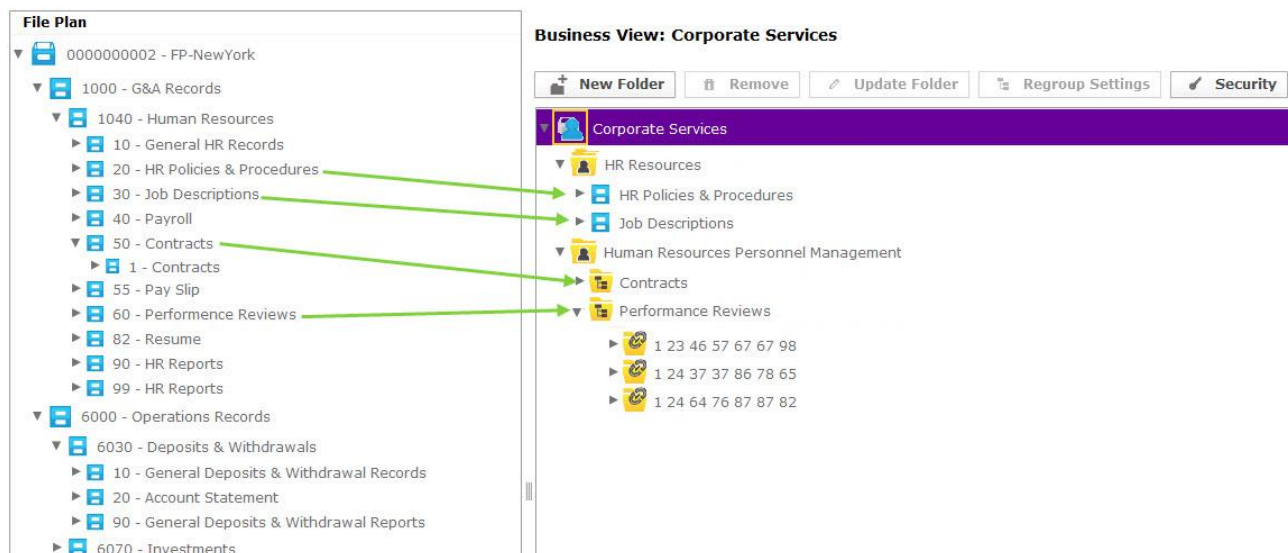 File Plan
0000000002 - FP-NewYork
1000 - G&A Records
1040 - Human Resources
10 - General HR Records
20 - HR Policies & Procedures
30 - Job Descriptions
40 - Payroll
50 - Contracts
1 - Contracts
55 - Pay Slip
60 - Performence Reviews
82 - Resume
90 - HR Reports
99 - HR Reports
6000 - Operations Records
6030 - Deposits & Withdrawals
10 - General Deposits & Withdrawal Records
20 - Account Statement
90 - General Deposits & Withdrawal Reports
6070 - Investments
Business View: Corporate Services
New Folder Remove Update Folder Regroup Settings Security
Corporate Services
HR Resources
HR Policies & Procedures
Job Descriptions
Human Resources Personnel Management
Contracts
Performance Reviews
1 23 46 57 67 67 98
1 24 37 37 86 78 65
1 24 64 76 87 87 82